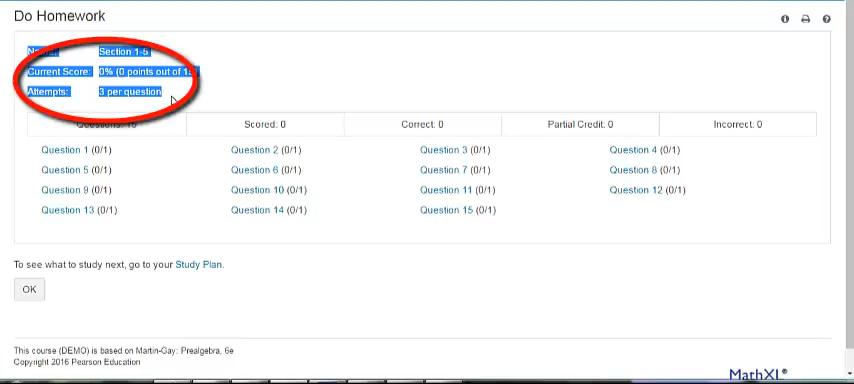 Do Homework
Section 1-5
Current Score: 0% (0 points out of
Attempts: 3 per question
Scored: 0 Correct: 0 Partial Credit: 0 Incorrect: 0
Question 1 (0/1) Question 2 (0/1) Question 3 (0/1) Question 4 (0/1)
Question 5 (0/1) Question 6 (0/1) Question 7 (0/1) Question 8 (0/1)
Question 9 (0/1) Question 10 (0/1) Question 11 (0/1) Question 12 (0/1)
Question 13 (0/1) Question 14 (0/1) Question 15 (0/1)
To see what to study next, go to your Study Plan.
OK
This course (DEMO) is based on Martin-Gay: Prealgebra, 6e
Copyright 2016 Pearson Education
MathXL®